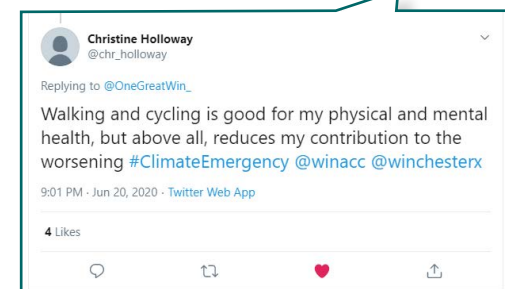 Christine Holloway
@chr_holloway
Replying to @OneGreatWin_
Walking and cycling is good for my physical and mental
health, but above all, reduces my contribution to the
worsening #ClimateEmergency @winacc @winchesterx
9:01 PM · Jun 20, 2020 · Twitter Web App
4 Likes